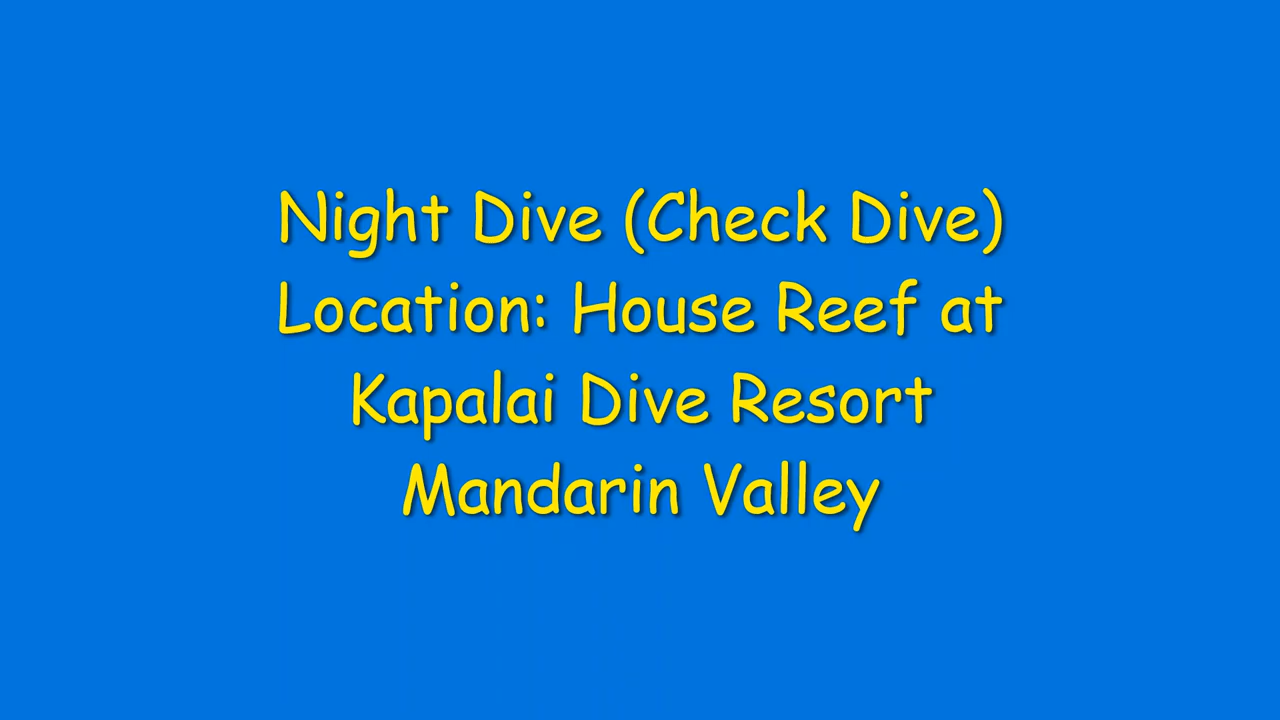 Night Dive (Check Dive)
Location: House Reef at
Kapalai Dive Resort
Mandarin Valley